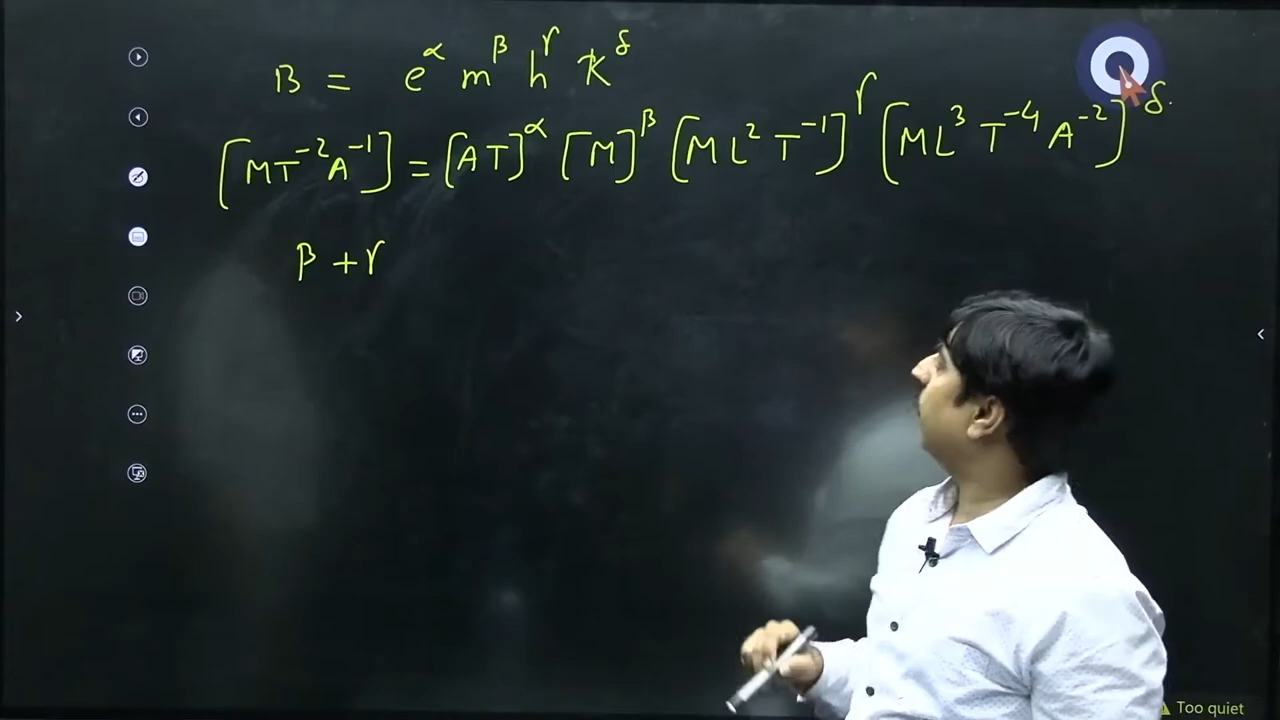 B = e^α m^β h^γ k^δ
[MT^-2 A^-1] = [AT]^α [M]^β [ML^2 T^-1]^γ [ML^3 T^-4 A^-2]^δ.
β + γ
Too quiet